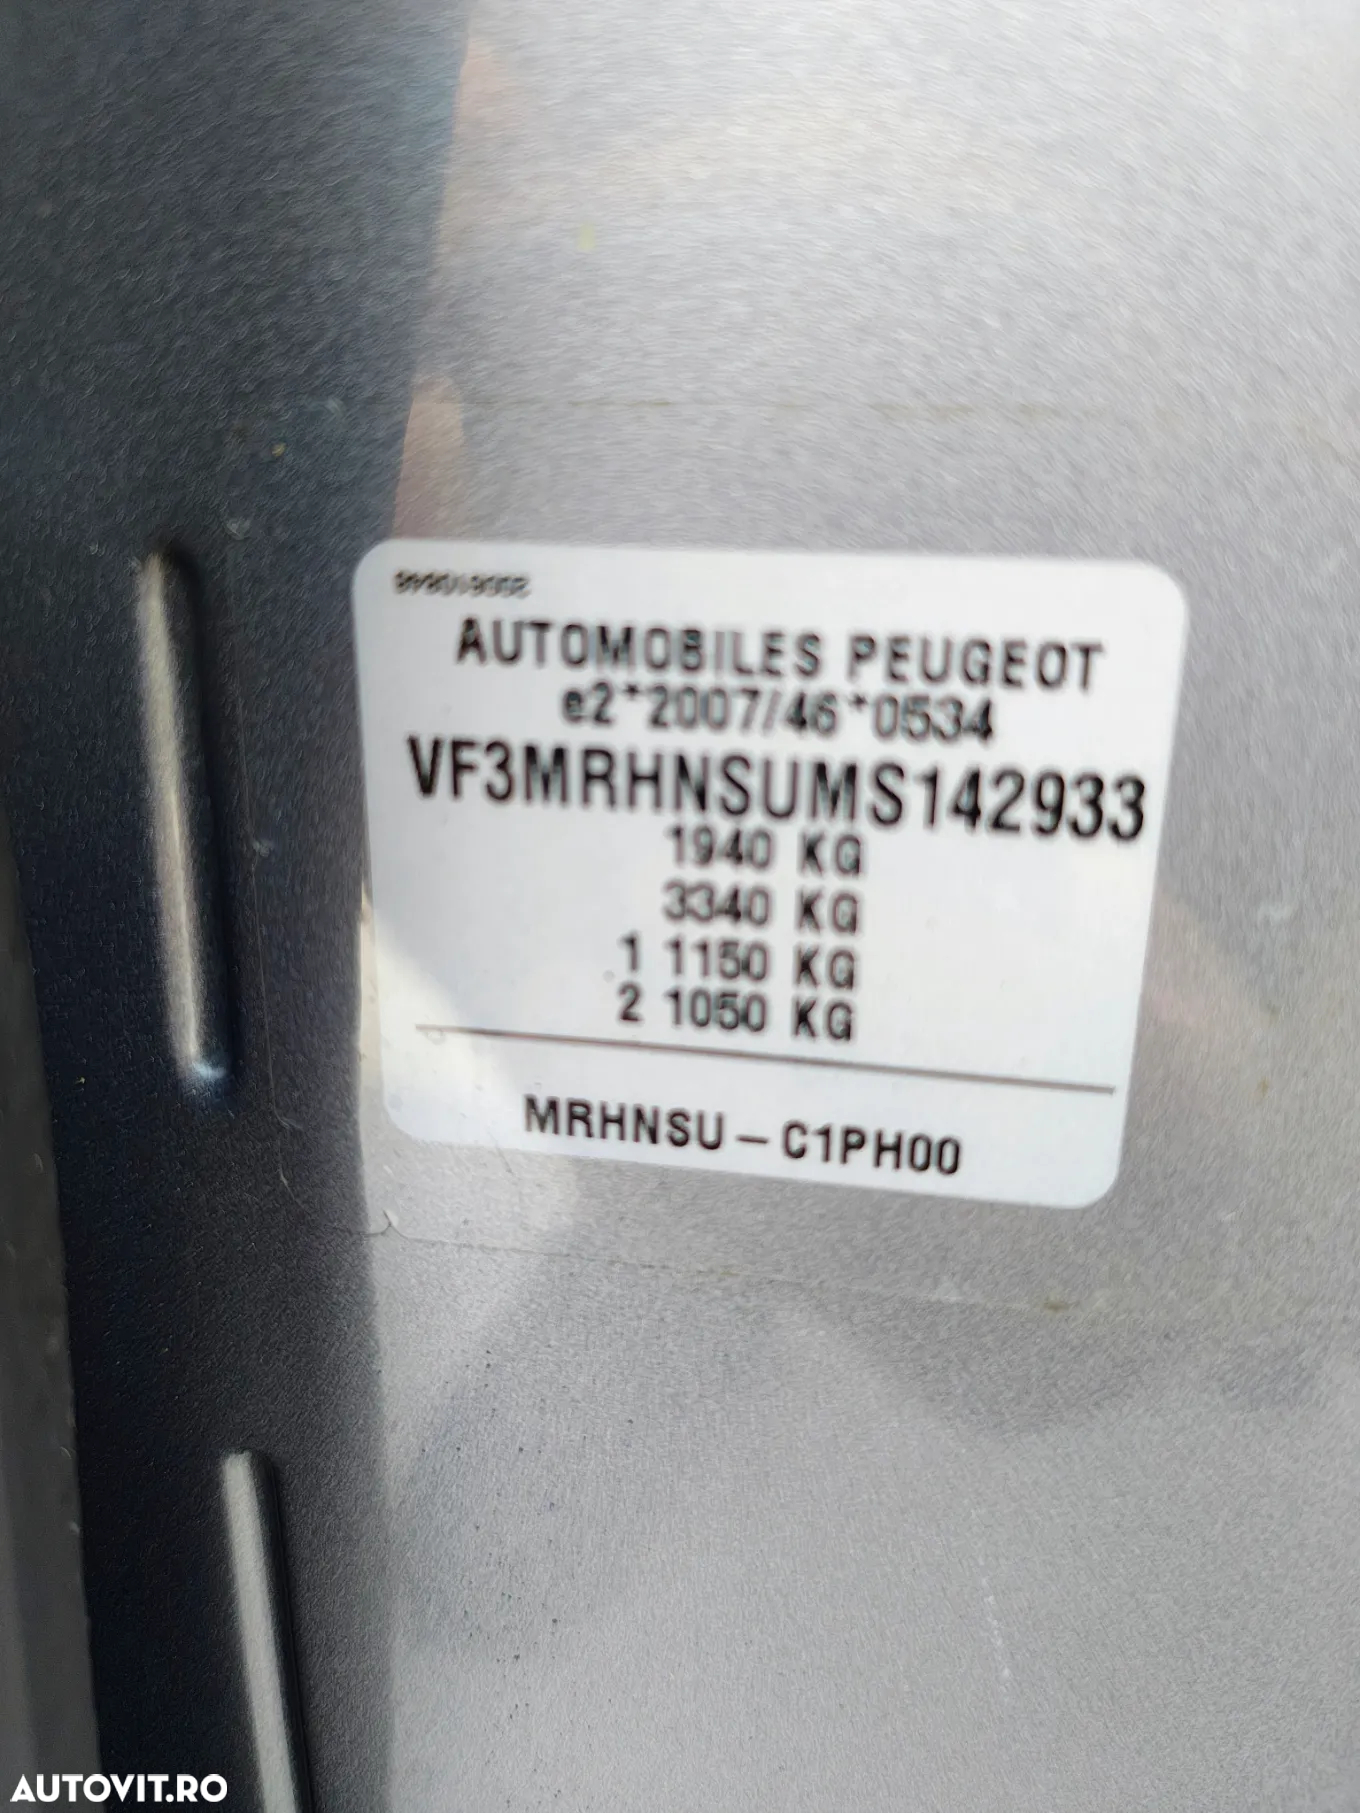 AUTOMOBILES PEUGEOT
e2*2007/46*0534
VF3MRHNSUMS142933
1940 KG
3340 KG
1 1150 KG
2 1050 KG
MRHNSU – C1PH00
AUTOVIT.RO